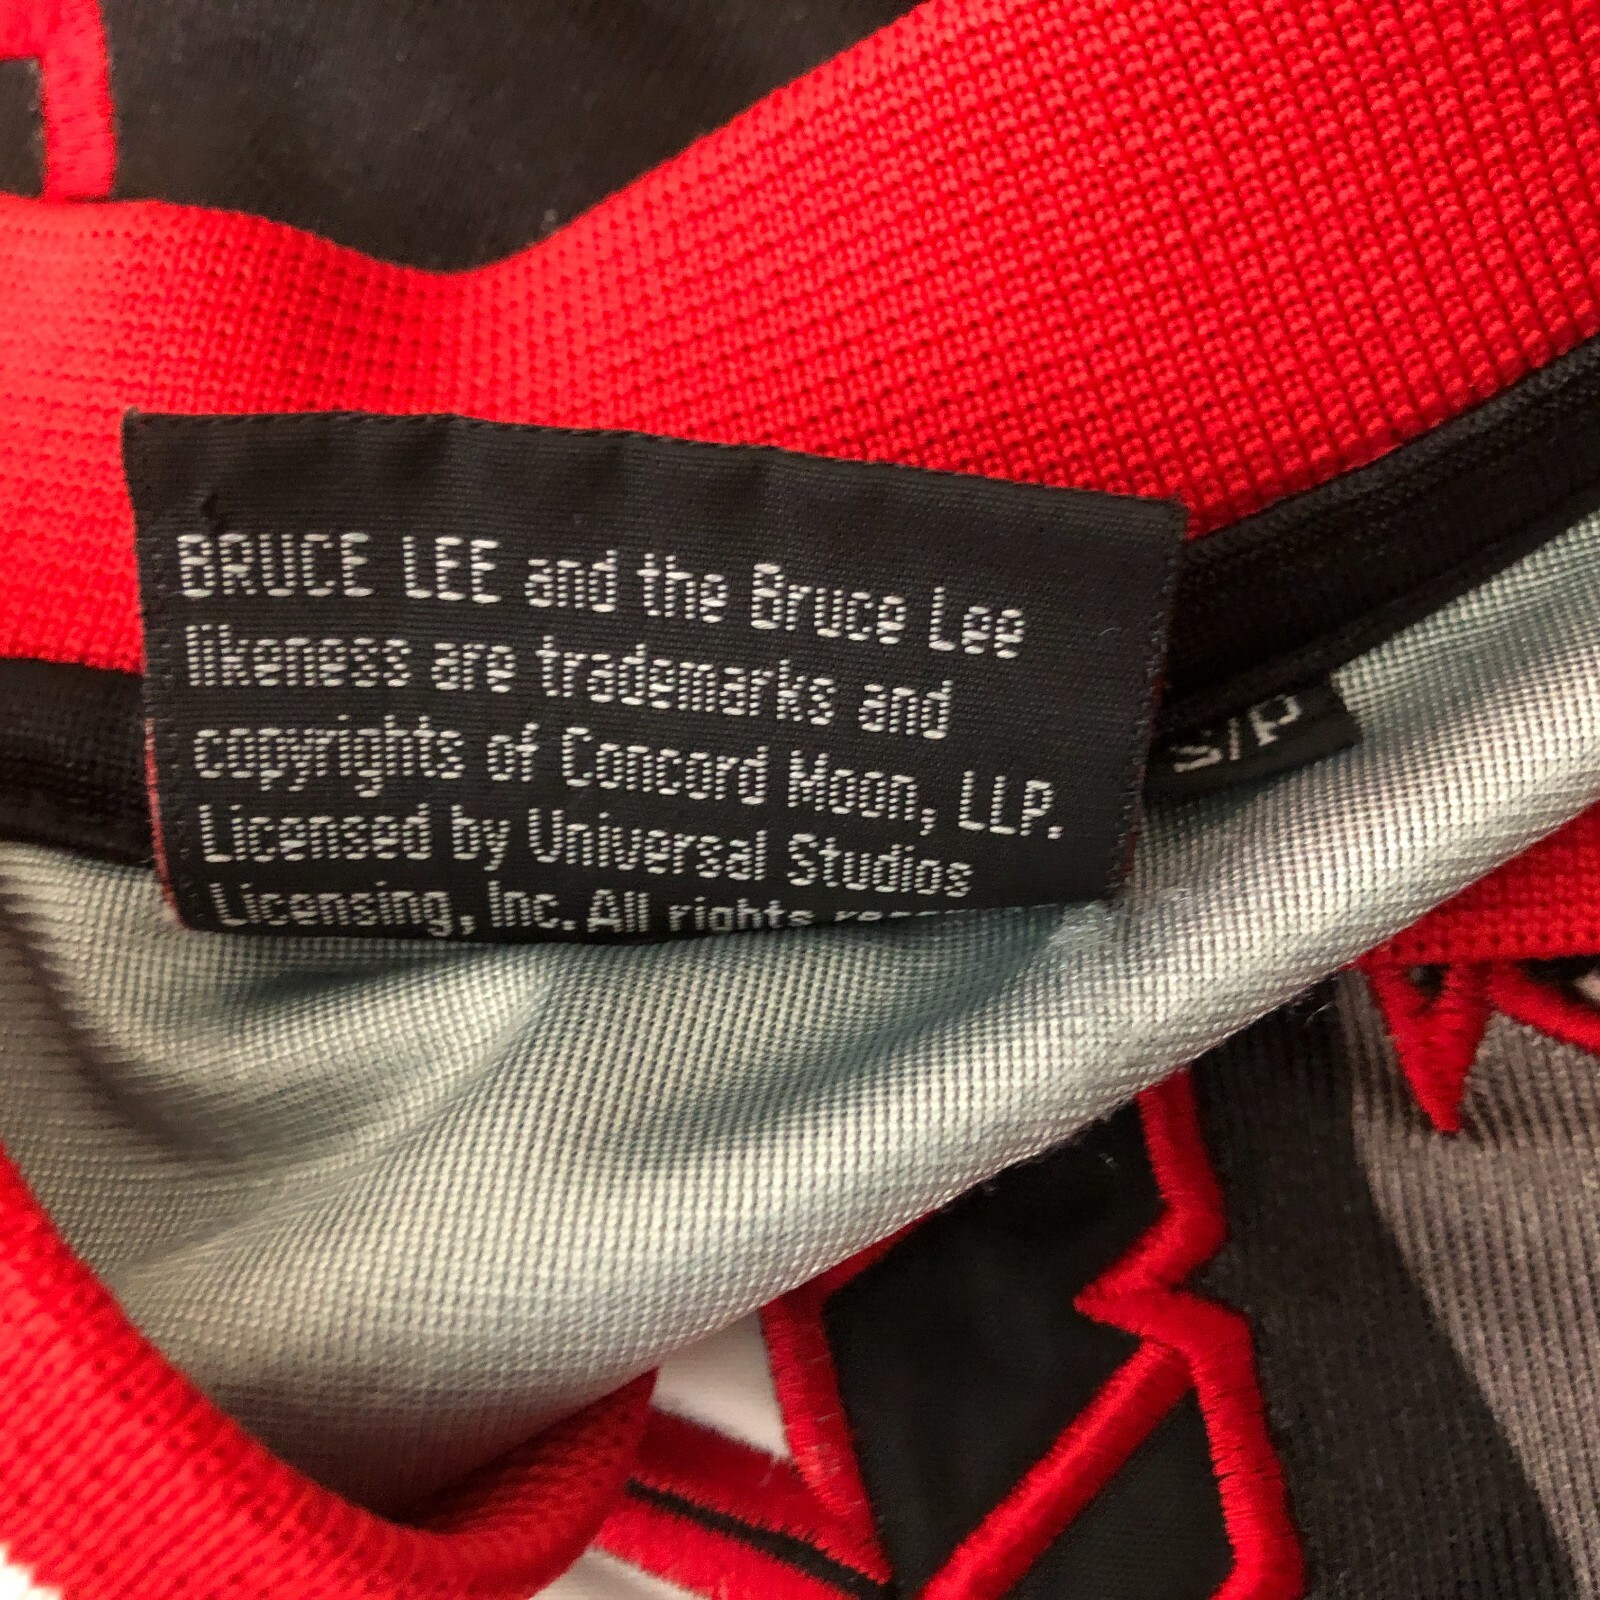 BRUCE LEE and the Bruce Lee
likeness are trademarks and
copyrights of Concord Moon, LLP.
Licensed by Universal Studios
Licensing, Inc. All rights
S/P